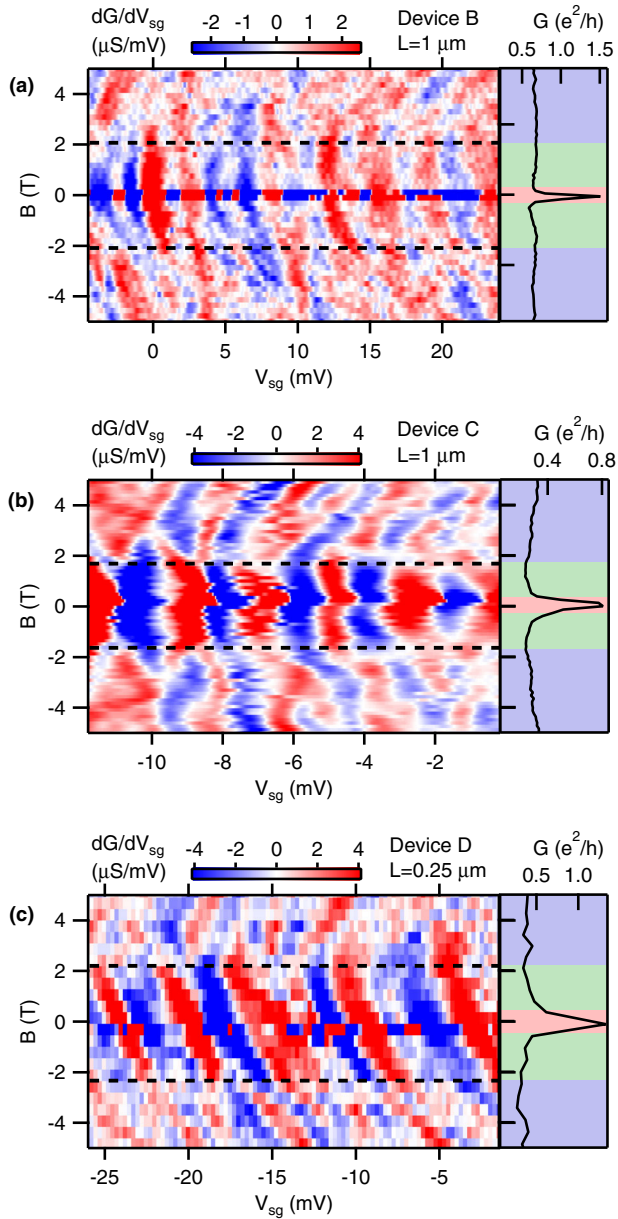 dG/dVsg -2 -1 0 1 2 Device B G (e²/h)
(μS/mV) L=1 μm 0.5 1.0 1.5
(a)
4
2
0
-2
-4
B (T)
0 5 10 15 20
Vsg (mV)
dG/dVsg -4 -2 0 2 4 Device C G (e²/h)
(μS/mV) L=1 μm 0.4 0.8
(b)
4
2
0
-2
-4
B (T)
-10 -8 -6 -4 -2
Vsg (mV)
dG/dVsg -4 -2 0 2 4 Device D G (e²/h)
(μS/mV) L=0.25 μm 0.4 1.0
(c)
4
2
0
-2
-4
B (T)
-25 -20 -15 -10 -5
Vsg (mV)